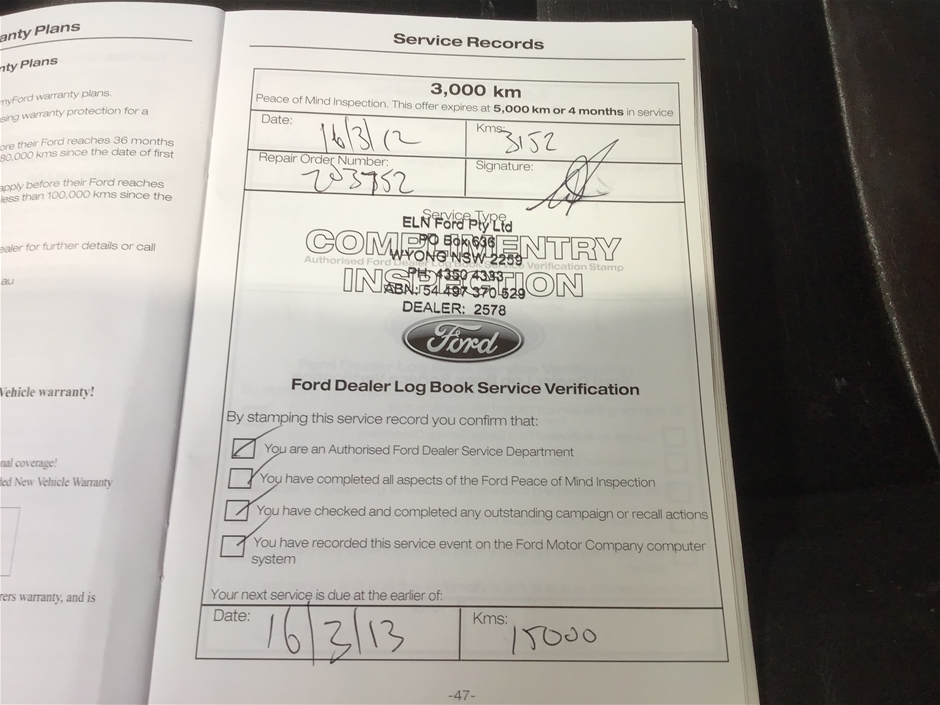 anty Plans
nty Plans
myFord warranty plans.
sing warranty protection for a
ore their Ford reaches 36 months
80,000 kms since the date of first
apply before their Ford reaches
less than 100,000 kms since the
ealer for further details or call
au
Vehicle warranty!
nal coverage!
ded New Vehicle Warranty
rers warranty, and is
Service Records
3,000 km
Peace of Mind Inspection. This offer expires at 5,000 km or 4 months in service
Date: 16/3/12 Kms: 3152
Repair Order Number: 203952 Signature:
Service Type
ELN Ford Pty Ltd
PO Box 636
COMPLIMENTRY
WYONG NSW 2259
Authorised Ford Dealer Log Book Service Verification Stamp
PH: 4350 4333
INSPECTION
ABN: 54 497 370 529
DEALER: 2578
Ford
Ford Dealer Log Book Service Verification
By stamping this service record you confirm that:
You are an Authorised Ford Dealer Service Department
You have completed all aspects of the Ford Peace of Mind Inspection
You have checked and completed any outstanding campaign or recall actions
You have recorded this service event on the Ford Motor Company computer
system
Your next service is due at the earlier of:
Date: 16/3/13 Kms: 15000
-47-